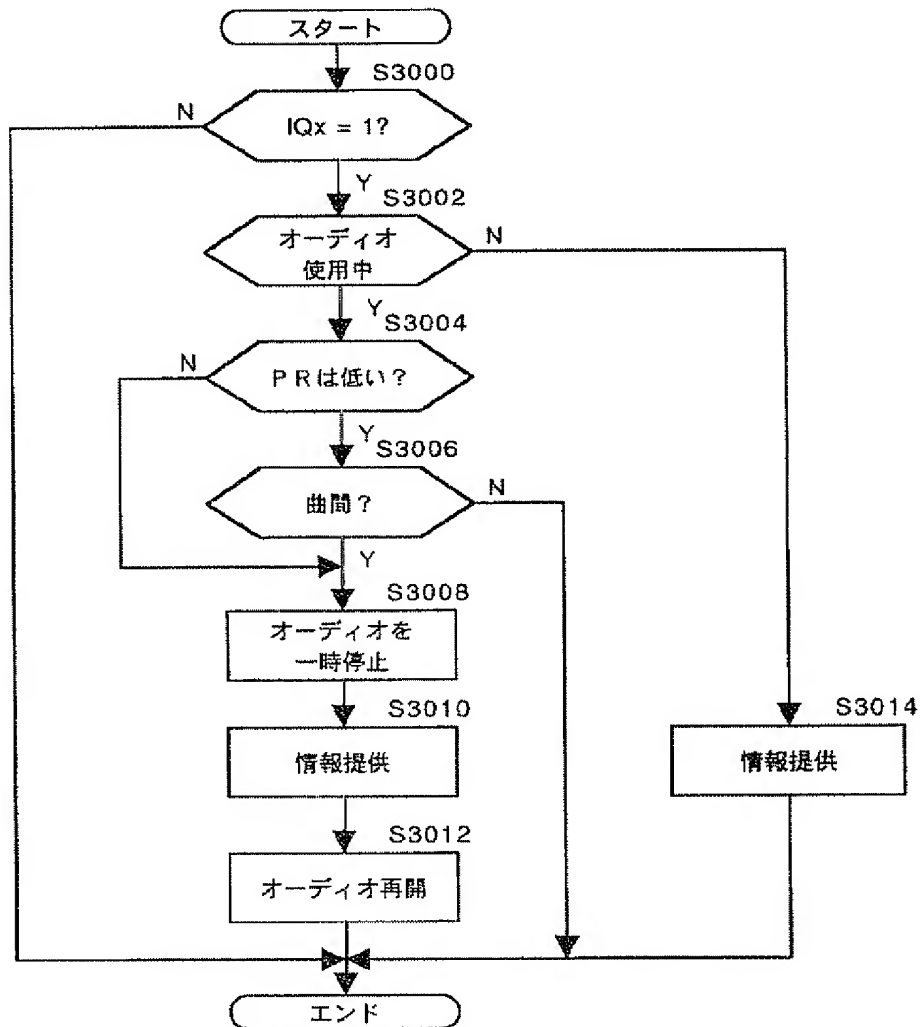 スタート
S3000
N
IQx = 1?
Y
S3002
オーディオ
使用中
N
Y
S3004
N
PRは低い?
Y
S3006
曲間?
N
Y
S3008
オーディオを
一時停止
S3010
情報提供
S3014
情報提供
S3012
オーディオ再開
エンド